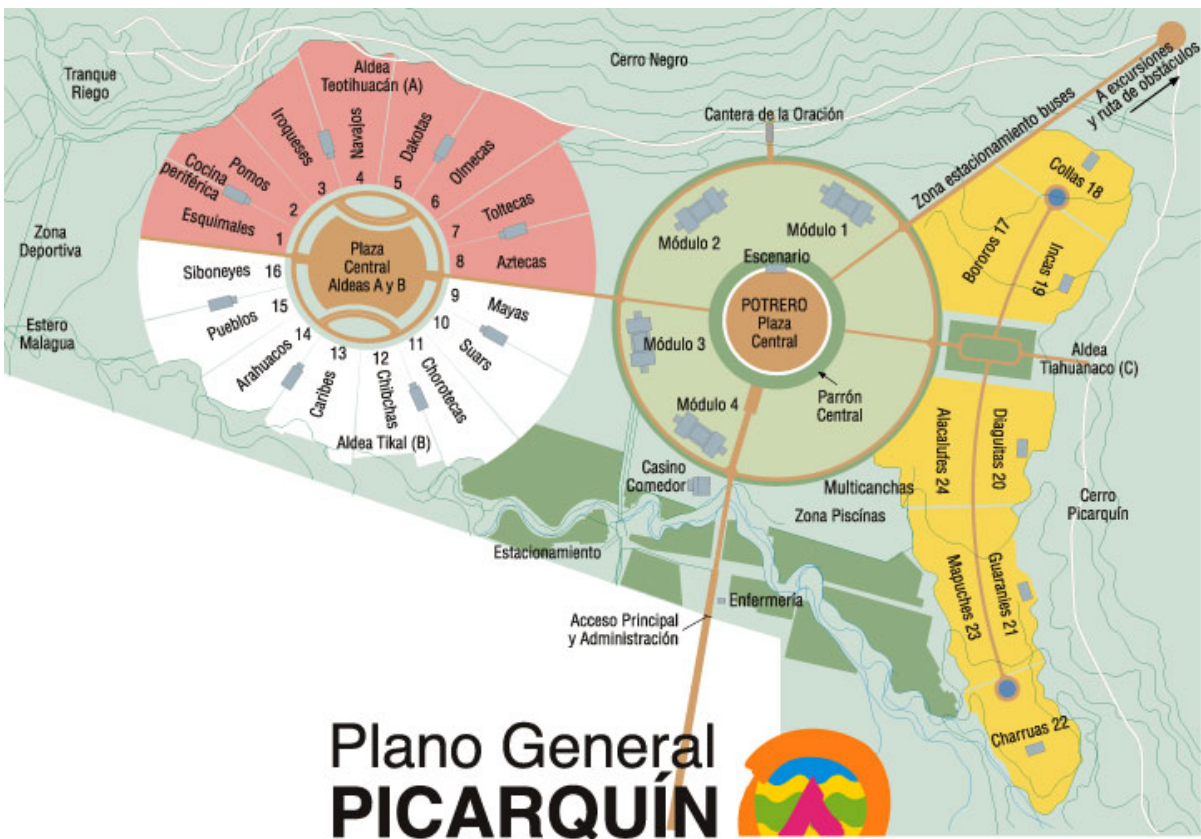 Cerro Negro
Tranque
Riego
Aldea
Teotihuacán (A)
Cantera de la Oración
A excursiones
y ruta de obstáculos
Zona estacionamiento buses
Zona
Deportiva
Estero
Malagua
Esquimales
Cocina
periférica
Pomos
Iroqueses
Navajos
Dakotas
Olmecas
Toltecas
Aztecas
1
2
3
4
5
6
7
8
Plaza
Central
Aldeas A y B
16
15
14
13
12
11
10
9
Siboneyes
Pueblos
Arahuacos
Caribes
Chibchas
Chorotecas
Suars
Mayas
Aldea Tikal (B)
Módulo 2
Módulo 1
Escenario
POTRERO
Plaza
Central
Módulo 3
Módulo 4
Parrón
Central
Collas 18
Bororos 17
Incas 19
Aldea
Tiahuanaco (C)
Alacalufes 24
Diaguitas 20
Cerro
Picarquín
Mapuches 23
Guaranies 21
Charruas 22
Casino
Comedor
Multicanchas
Zona Piscínas
Estacionamiento
Enfermería
Acceso Principal
y Administración
Plano General
PICARQUÍN